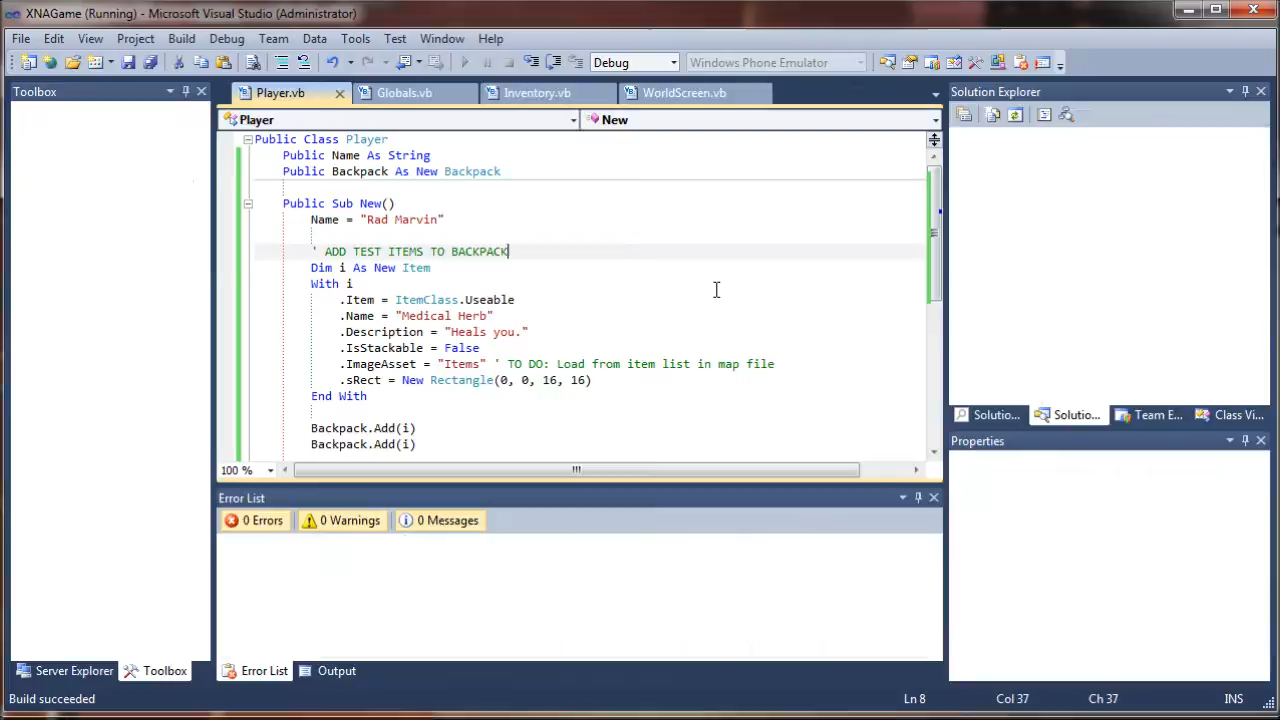 XNAGame (Running) - Microsoft Visual Studio (Administrator)
File Edit View Project Build Debug Team Data Tools Test Window Help
Debug Windows Phone Emulator
Toolbox
Player.vb Globals.vb Inventory.vb WorldScreen.vb
Solution Explorer
Player New
Public Class Player
Public Name As String
Public Backpack As New Backpack
Public Sub New()
Name = "Rad Marvin"
' ADD TEST ITEMS TO BACKPACK
Dim i As New Item
With i
.Item = ItemClass.Useable
.Name = "Medical Herb"
.Description = "Heals you."
.IsStackable = False
.ImageAsset = "Items" ' TO DO: Load from item list in map file
.sRect = New Rectangle(0, 0, 16, 16)
End With
Backpack.Add(i)
Backpack.Add(i)
100 %
Solutio... Solutio... Team E... Class Vi...
Properties
Error List
0 Errors 0 Warnings 0 Messages
Server Explorer Toolbox Error List Output
Build succeeded Ln 8 Col 37 Ch 37 INS